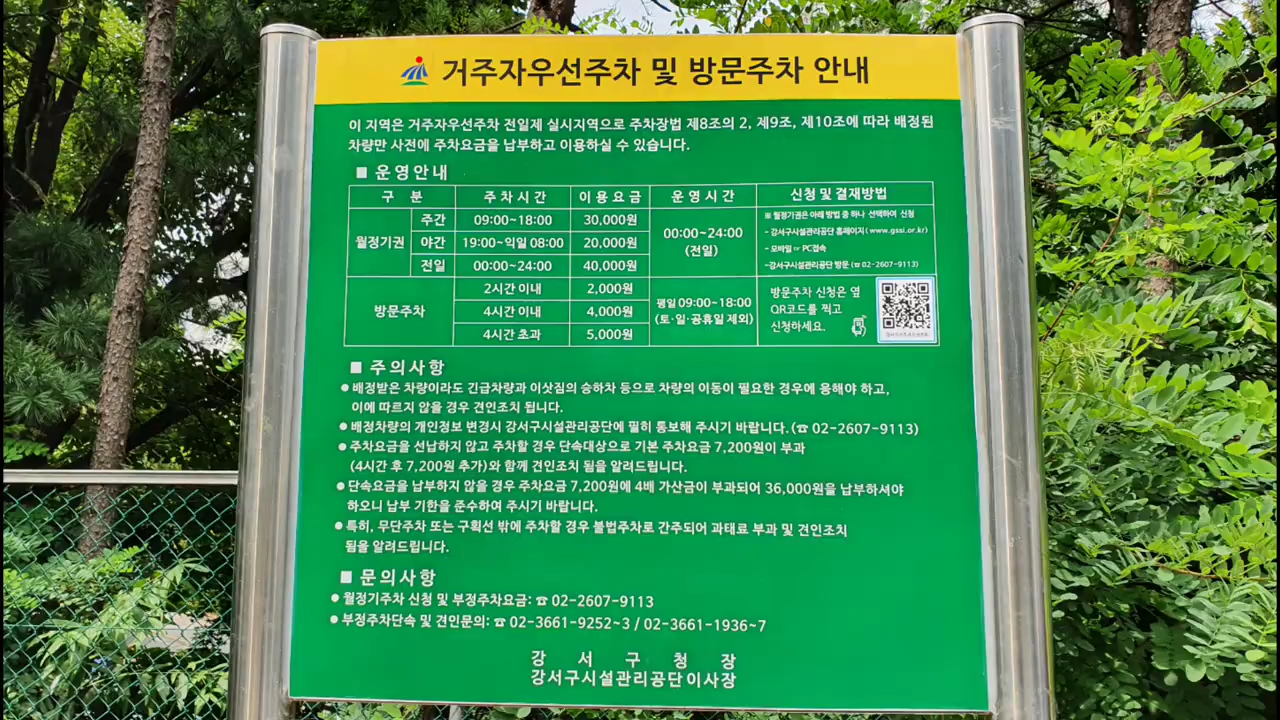 거주자우선주차 및 방문주차 안내
이 지역은 거주자우선주차 전일제 실시지역으로 주차장법 제8조의 2, 제9조, 제10조에 따라 배정된
차량만 사전에 주차요금을 납부하고 이용하실 수 있습니다.
■ 운영안내
구 분 주차시간 이용요금 운영시간 신청 및 결재방법
월정기권 주간 09:00~18:00 30,000원 00:00~24:00 (전일)
야간 19:00~익일 08:00 20,000원
전일 00:00~24:00 40,000원
※ 월정기권은 아래 방법 중 하나 선택하여 신청
- 강서구시설관리공단 홈페이지(www.gssi.or.kr)
- 모바일 or PC접속
-강서구시설관리공단 방문 (☎ 02-2607-9113)
방문주차 2시간 이내 2,000원 평일 09:00~18:00
4시간 이내 4,000원 (토·일·공휴일 제외)
4시간 초과 5,000원
방문주차 신청은 옆
QR코드를 찍고
신청하세요.
■ 주의사항
● 배정받은 차량이라도 긴급차량과 이삿짐의 승하차 등으로 차량의 이동이 필요한 경우에 응해야 하고,
이에 따르지 않을 경우 견인조치 됩니다.
● 배정차량의 개인정보 변경시 강서구시설관리공단에 필히 통보해 주시기 바랍니다.(☎ 02-2607-9113)
● 주차요금을 선납하지 않고 주차할 경우 단속대상으로 기본 주차요금 7,200원이 부과
(4시간 후 7,200원 추가)와 함께 견인조치 됨을 알려드립니다.
● 단속요금을 납부하지 않을 경우 주차요금 7,200원에 4배 가산금이 부과되어 36,000원을 납부하셔야
하오니 납부 기한을 준수하여 주시기 바랍니다.
● 특히, 무단주차 또는 구획선 밖에 주차할 경우 불법주차로 간주되어 과태료 부과 및 견인조치
됨을 알려드립니다.
■ 문의사항
● 월정기주차 신청 및 부정주차요금: ☎ 02-2607-9113
● 부정주차단속 및 견인문의: ☎ 02-3661-9252~3 / 02-3661-1936~7
강 서 구 청 장
강서구시설관리공단이사장